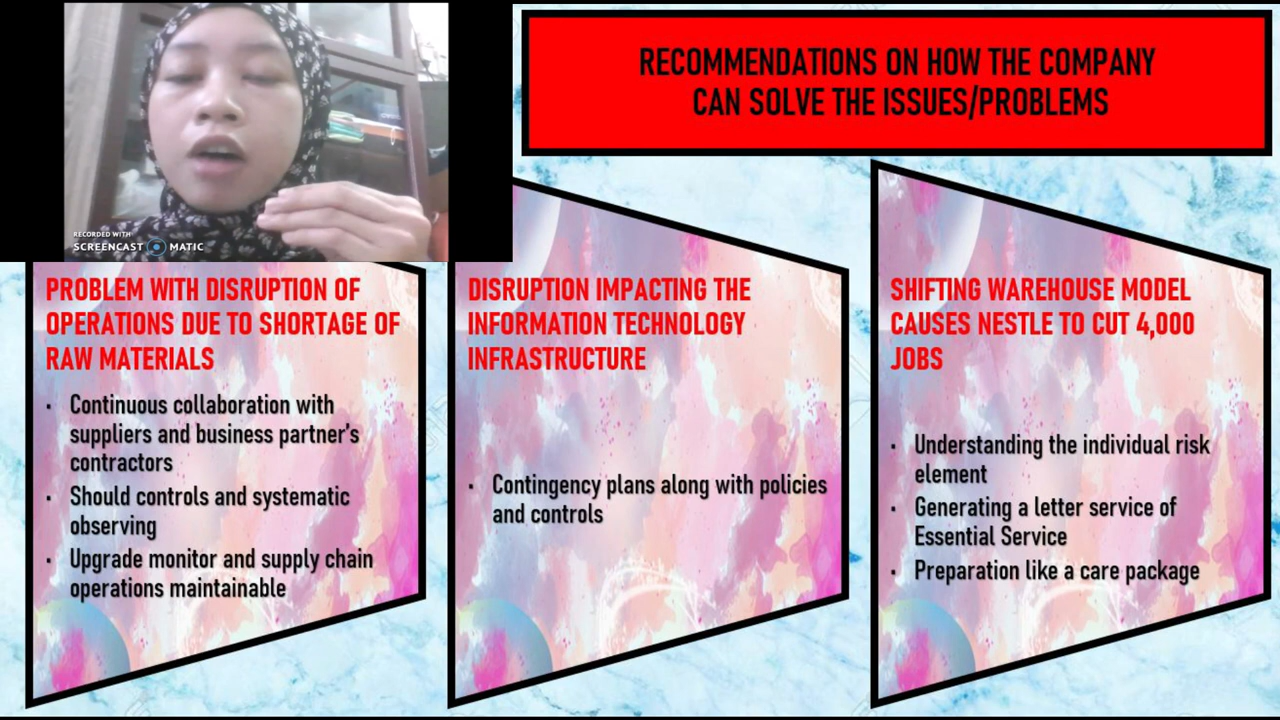 RECOMMENDATIONS ON HOW THE COMPANY
CAN SOLVE THE ISSUES/PROBLEMS
RECORDED WITH
SCREENCAST MATIC
PROBLEM WITH DISRUPTION OF
OPERATIONS DUE TO SHORTAGE OF
RAW MATERIALS
· Continuous collaboration with
suppliers and business partner's
contractors
· Should controls and systematic
observing
· Upgrade monitor and supply chain
operations maintainable
DISRUPTION IMPACTING THE
INFORMATION TECHNOLOGY
INFRASTRUCTURE
· Contingency plans along with policies
and controls
SHIFTING WAREHOUSE MODEL
CAUSES NESTLE TO CUT 4,000
JOBS
· Understanding the individual risk
element
· Generating a letter service of
Essential Service
· Preparation like a care package